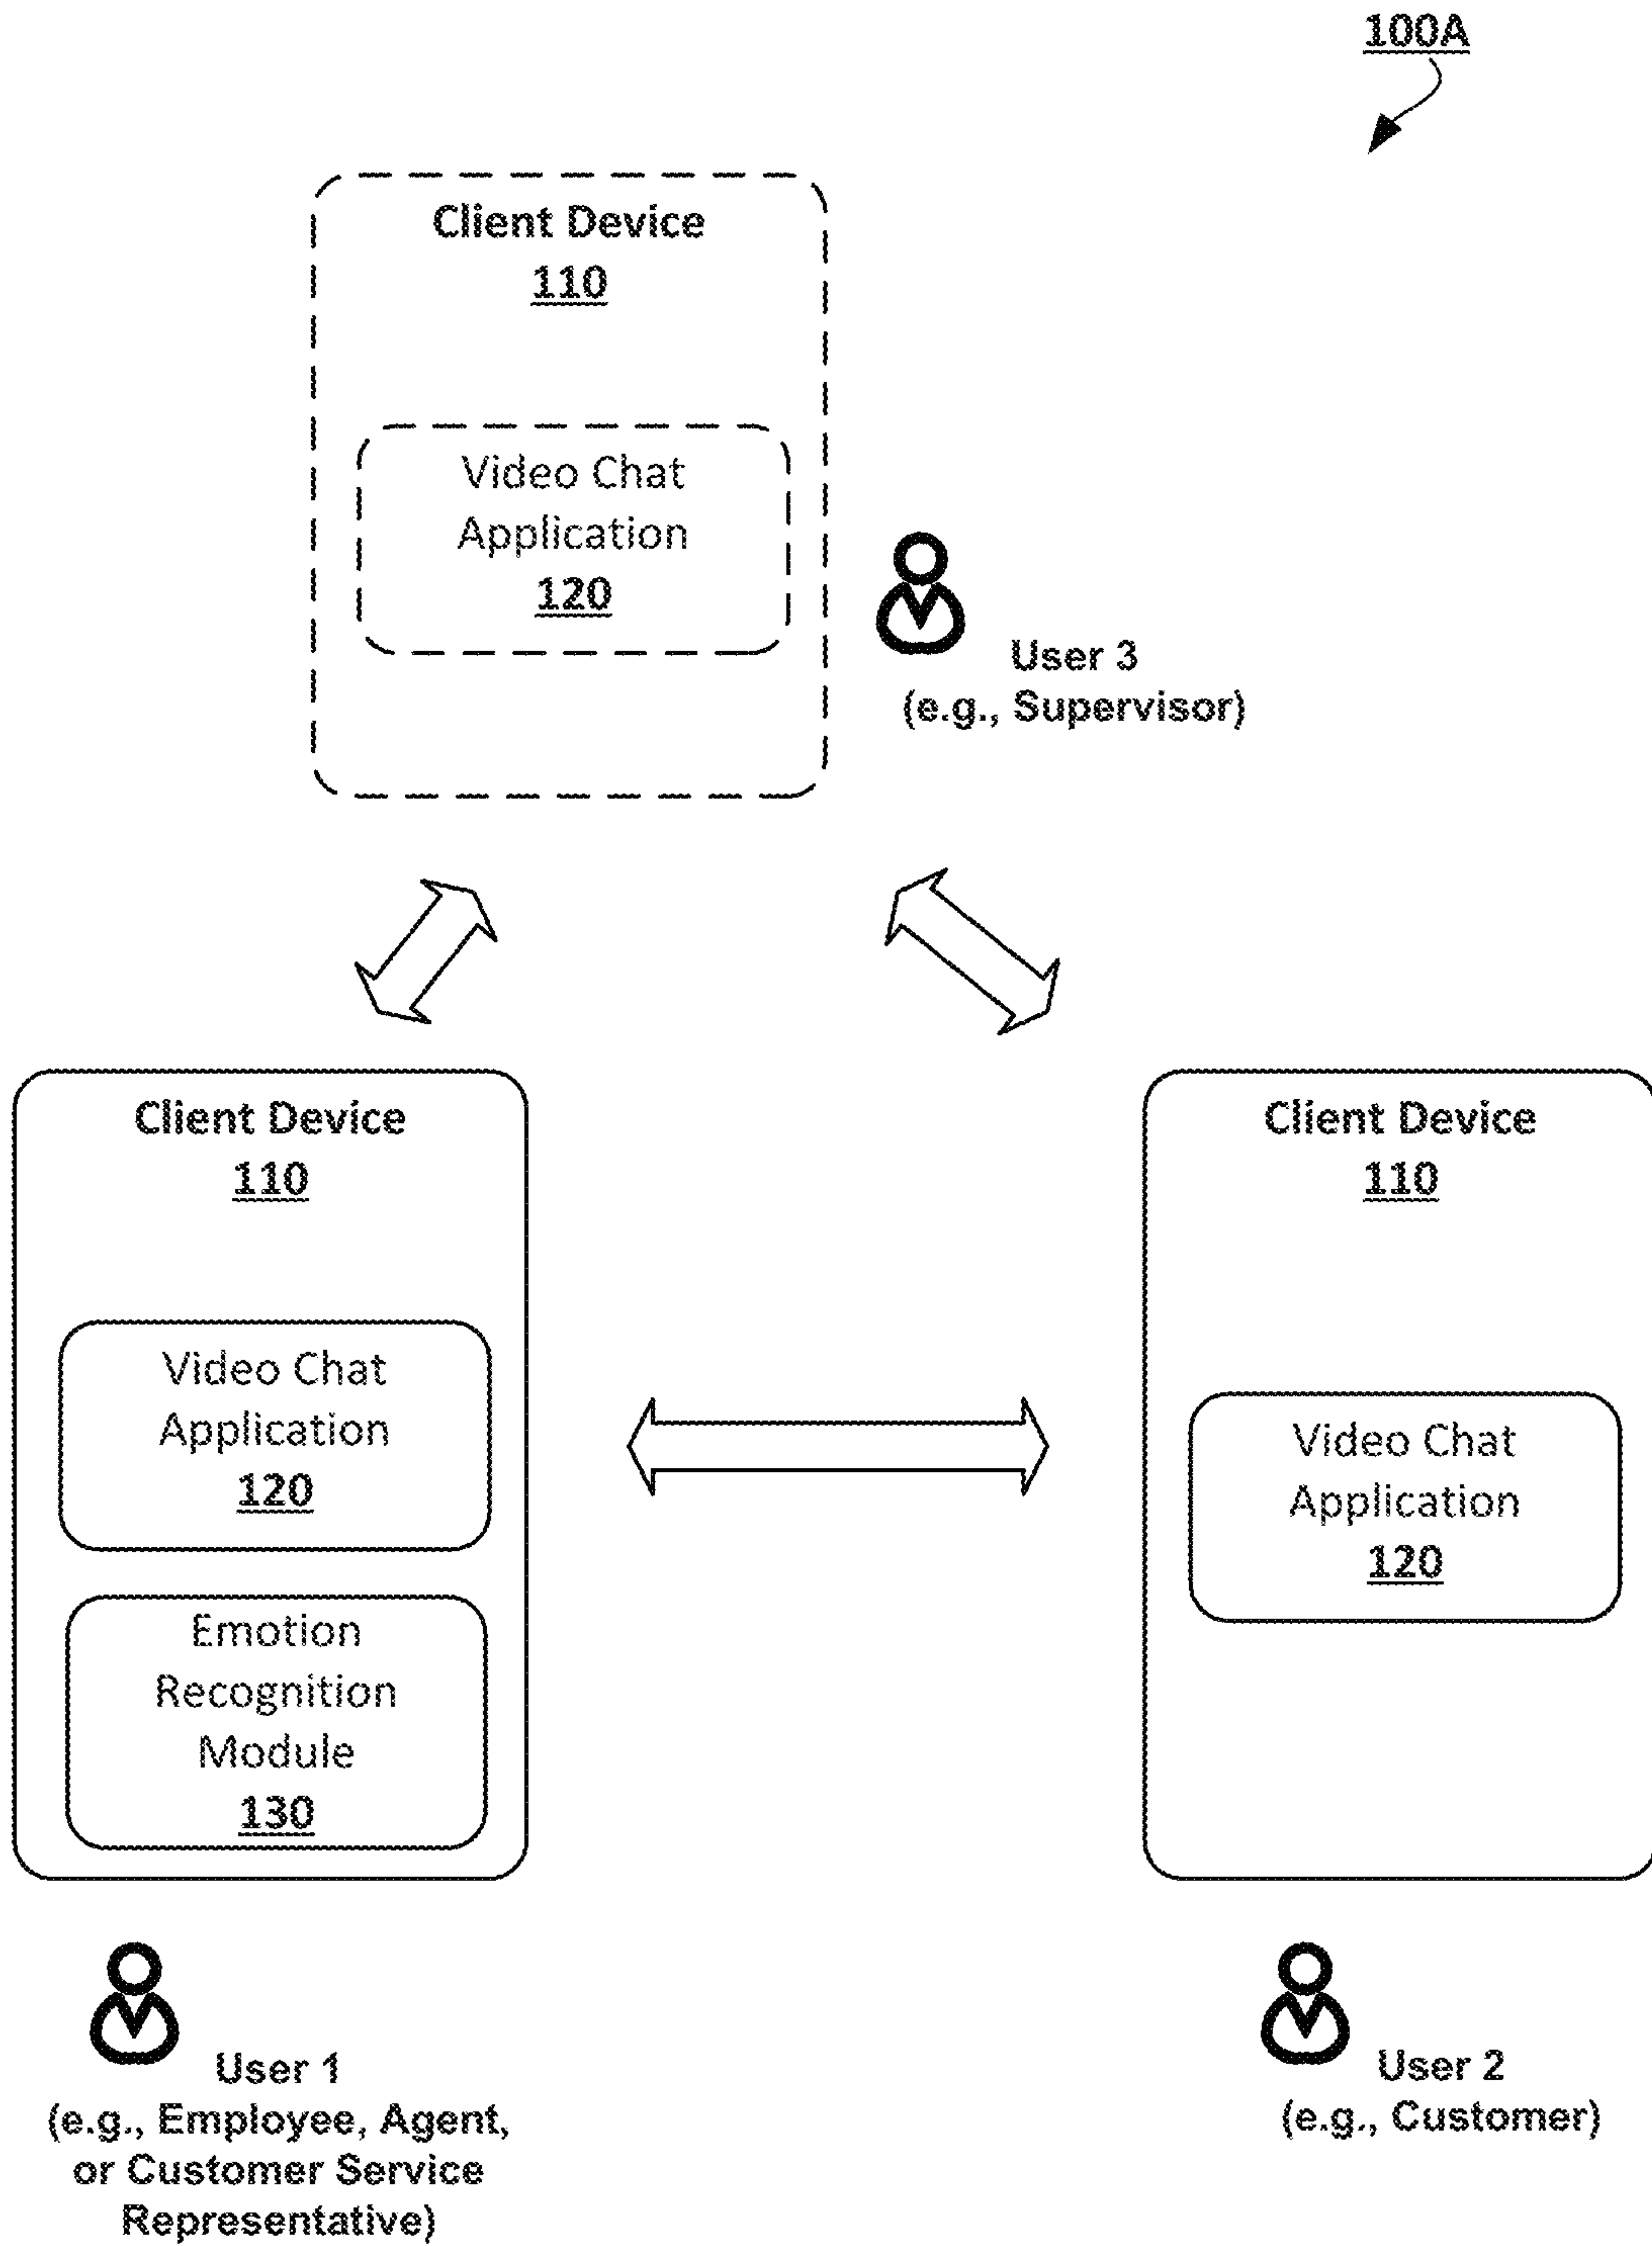 100A
Client Device
110
Video Chat
Application
120
User 3
(e.g., Supervisor)
Client Device
110
Video Chat
Application
120
Emotion
Recognition
Module
130
Client Device
110
Video Chat
Application
120
User 1
(e.g., Employee, Agent,
or Customer Service
Representative)
User 2
(e.g., Customer)